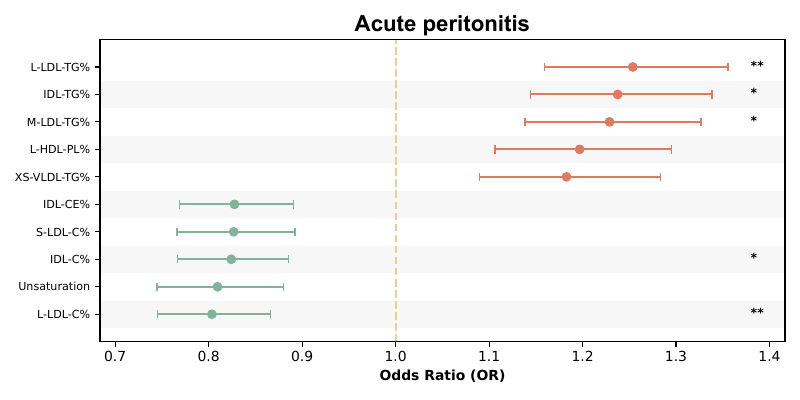 Acute peritonitis
L-LDL-TG% **
IDL-TG% *
M-LDL-TG% *
L-HDL-PL%
XS-VLDL-TG%
IDL-CE%
S-LDL-C%
IDL-C% *
Unsaturation
L-LDL-C% **
0.7 0.8 0.9 1.0 1.1 1.2 1.3 1.4
Odds Ratio (OR)